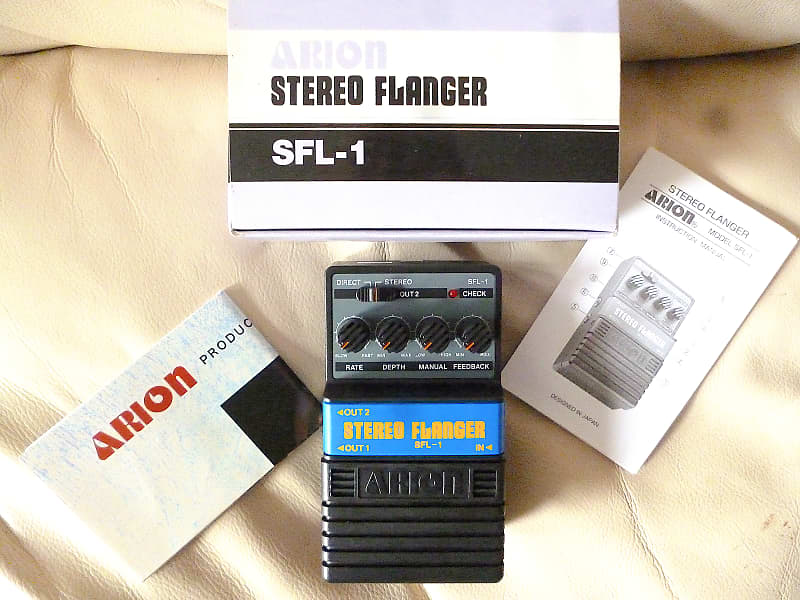 ARION
STEREO FLANGER
SFL-1
STEREO FLANGER
ARION® MODEL SFL-1
INSTRUCTION MANUAL
STEREO FLANGER
DESIGNED IN JAPAN
ARION PRODUC
DIRECT STEREO SFL-1
OUT 2 CHECK
SLOW FAST MIN MAX LOW HIGH MIN MAX
RATE DEPTH MANUAL FEEDBACK
◄OUT 2
STEREO FLANGER
SFL-1
◄OUT 1 IN◄
ARION